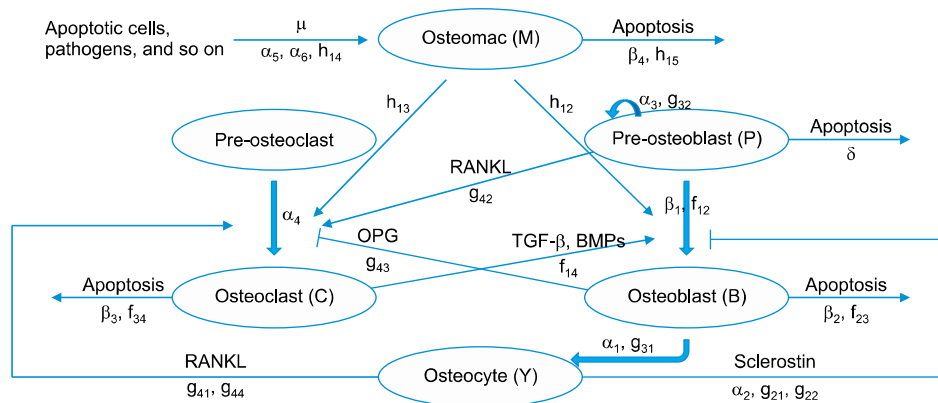 Apoptotic cells,
pathogens, and so on
μ
α5, α6, h14
Osteomac (M)
Apoptosis
β4, h15
h13
h12
α3, g32
Pre-osteoclast
Pre-osteoblast (P)
Apoptosis
δ
RANKL
g42
α4
β1, f12
OPG
g43
TGF-β, BMPs
f14
Apoptosis
β3, f34
Osteoclast (C)
Osteoblast (B)
Apoptosis
β2, f23
α1, g31
RANKL
g41, g44
Osteocyte (Y)
Sclerostin
α2, g21, g22